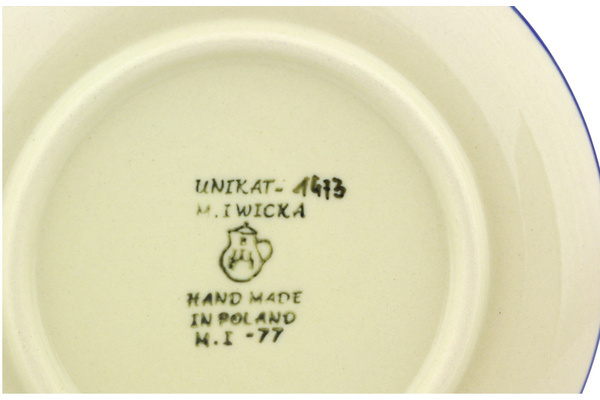 UNIKAT- 1473
M.IWICKA
HAND MADE
IN POLAND
M.I -77